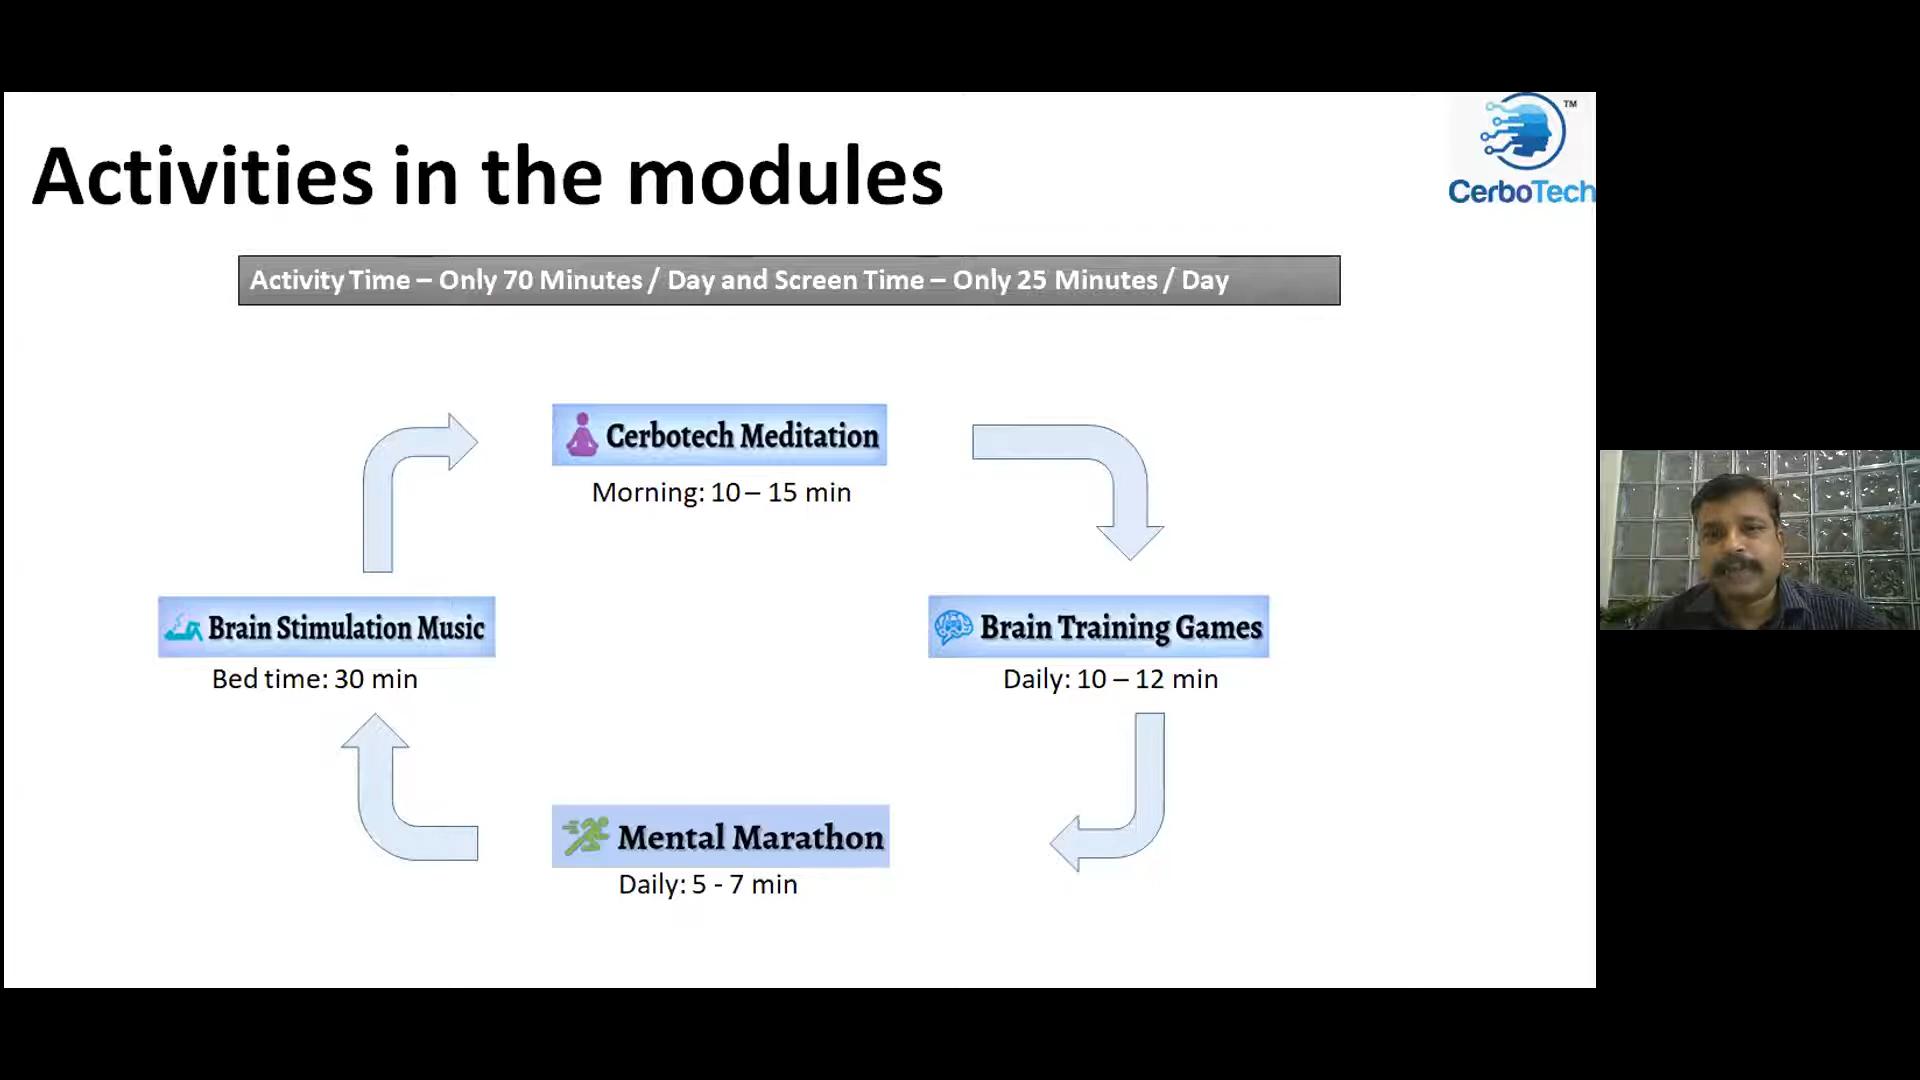 TM
CerboTech
Activities in the modules
Activity Time – Only 70 Minutes / Day and Screen Time – Only 25 Minutes / Day
Cerbotech Meditation
Morning: 10 – 15 min
Brain Stimulation Music
Bed time: 30 min
Brain Training Games
Daily: 10 – 12 min
Mental Marathon
Daily: 5 - 7 min